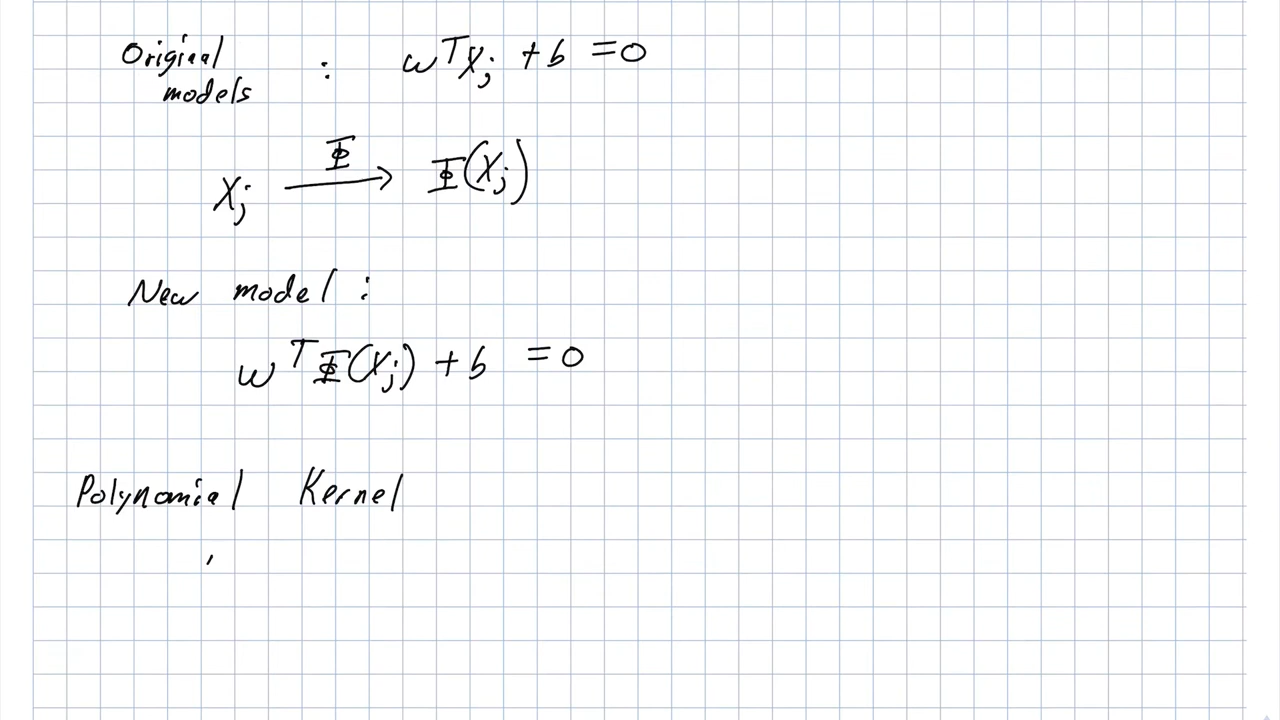 Original : wᵀXⱼ + b = 0
models
Xⱼ Φ→ Φ(Xⱼ)
New model :
wᵀΦ(Xⱼ) + b = 0
Polynomial Kernel